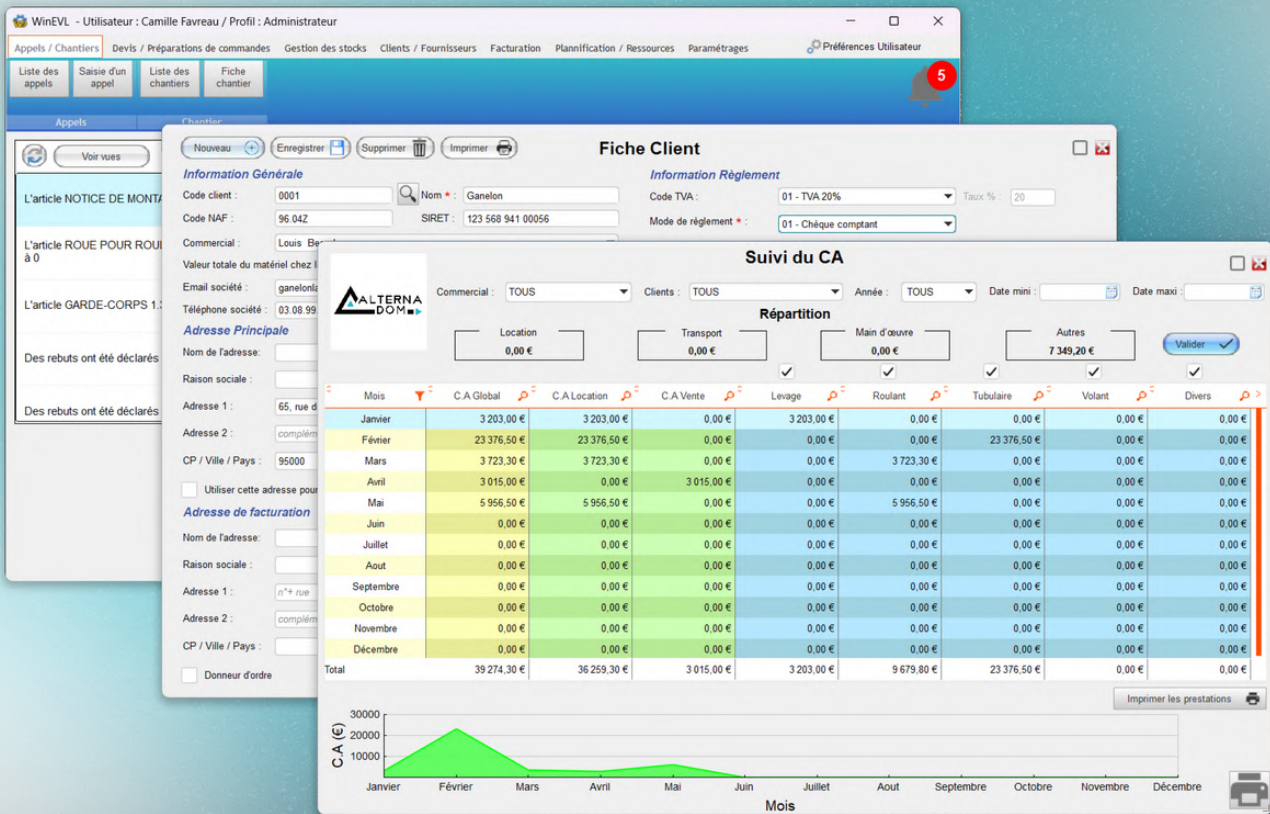 WinEVL - Utilisateur : Camille Favreau / Profil : Administrateur
Appels / Chantiers Devis / Préparations de commandes Gestion des stocks Clients / Fournisseurs Facturation Plannification / Ressources Paramétrages Préférences Utilisateur
Liste des appels Saisie d'un appel Liste des chantiers Fiche chantier
5
Appels Chantier
Voir vues
L'article NOTICE DE MONTA
L'article ROUE POUR ROUL
à 0
L'article GARDE-CORPS 1.
Des rebuts ont été déclarés
Des rebuts ont été déclarés
Nouveau Enregistrer Supprimer Imprimer Fiche Client
Information Générale Information Règlement
Code client : 0001 Nom * : Ganelon Code TVA : 01 - TVA 20% Taux % : 20
Code NAF : 96.04Z SIRET : 123 568 941 00056 Mode de règlement * : 01 - Chèque comptant
Commercial : Louis
Valeur totale du matériel chez l
Email société : ganelonla
Téléphone société : 03.08.99
Adresse Principale
Nom de l'adresse:
Raison sociale :
Adresse 1 : 65, rue d
Adresse 2 : complém
CP / Ville / Pays : 95000
Utiliser cette adresse pour
Adresse de facturation
Nom de l'adresse:
Raison sociale :
Adresse 1 : n°+ rue
Adresse 2 : complém
CP / Ville / Pays :
Donneur d'ordre
Suivi du CA
ALTERNA
DOM
Commercial : TOUS Clients : TOUS Année : TOUS Date mini : Date maxi :
Répartition
Location Transport Main d'œuvre Autres
0,00 € 0,00 € 0,00 € 7 349,20 € Valider
Mois C.A Global C.A Location C.A Vente Levage Roulant Tubulaire Volant Divers
Janvier 3 203,00 € 3 203,00 € 0,00 € 3 203,00 € 0,00 € 0,00 € 0,00 € 0,00 €
Février 23 376,50 € 23 376,50 € 0,00 € 0,00 € 0,00 € 23 376,50 € 0,00 € 0,00 €
Mars 3 723,30 € 3 723,30 € 0,00 € 0,00 € 3 723,30 € 0,00 € 0,00 € 0,00 €
Avril 3 015,00 € 0,00 € 3 015,00 € 0,00 € 0,00 € 0,00 € 0,00 € 0,00 €
Mai 5 956,50 € 5 956,50 € 0,00 € 0,00 € 5 956,50 € 0,00 € 0,00 € 0,00 €
Juin 0,00 € 0,00 € 0,00 € 0,00 € 0,00 € 0,00 € 0,00 € 0,00 €
Juillet 0,00 € 0,00 € 0,00 € 0,00 € 0,00 € 0,00 € 0,00 € 0,00 €
Aout 0,00 € 0,00 € 0,00 € 0,00 € 0,00 € 0,00 € 0,00 € 0,00 €
Septembre 0,00 € 0,00 € 0,00 € 0,00 € 0,00 € 0,00 € 0,00 € 0,00 €
Octobre 0,00 € 0,00 € 0,00 € 0,00 € 0,00 € 0,00 € 0,00 € 0,00 €
Novembre 0,00 € 0,00 € 0,00 € 0,00 € 0,00 € 0,00 € 0,00 € 0,00 €
Décembre 0,00 € 0,00 € 0,00 € 0,00 € 0,00 € 0,00 € 0,00 € 0,00 €
Total 39 274,30 € 36 259,30 € 3 015,00 € 3 203,00 € 9 679,80 € 23 376,50 € 0,00 € 0,00 €
Imprimer les prestations
C.A (€)
30000
20000
10000
Janvier Février Mars Avril Mai Juin Juillet Aout Septembre Octobre Novembre Décembre
Mois